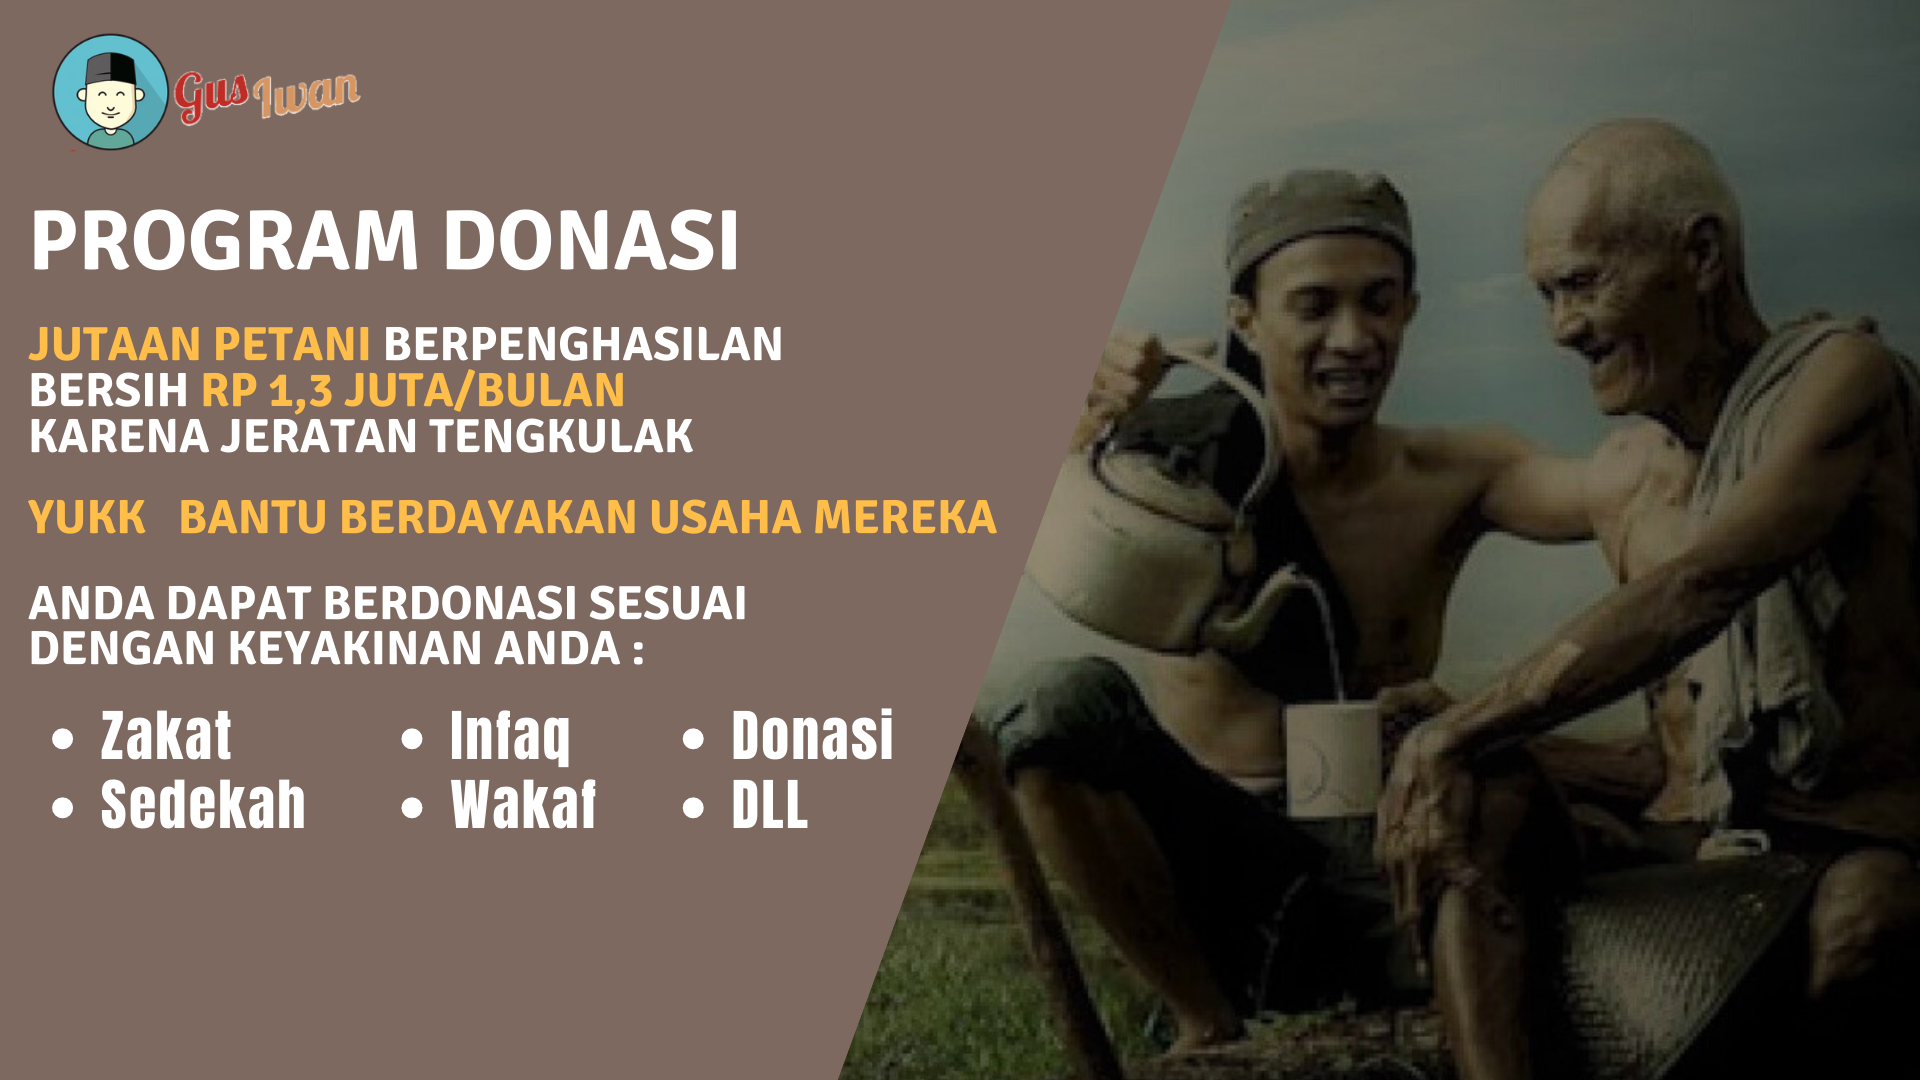 Gus Iwan
PROGRAM DONASI
JUTAAN PETANI BERPENGHASILAN
BERSIH RP 1,3 JUTA/BULAN
KARENA JERATAN TENGKULAK
YUKK BANTU BERDAYAKAN USAHA MEREKA
ANDA DAPAT BERDONASI SESUAI
DENGAN KEYAKINAN ANDA :
• Zakat
• Sedekah
• Infaq
• Wakaf
• Donasi
• DLL